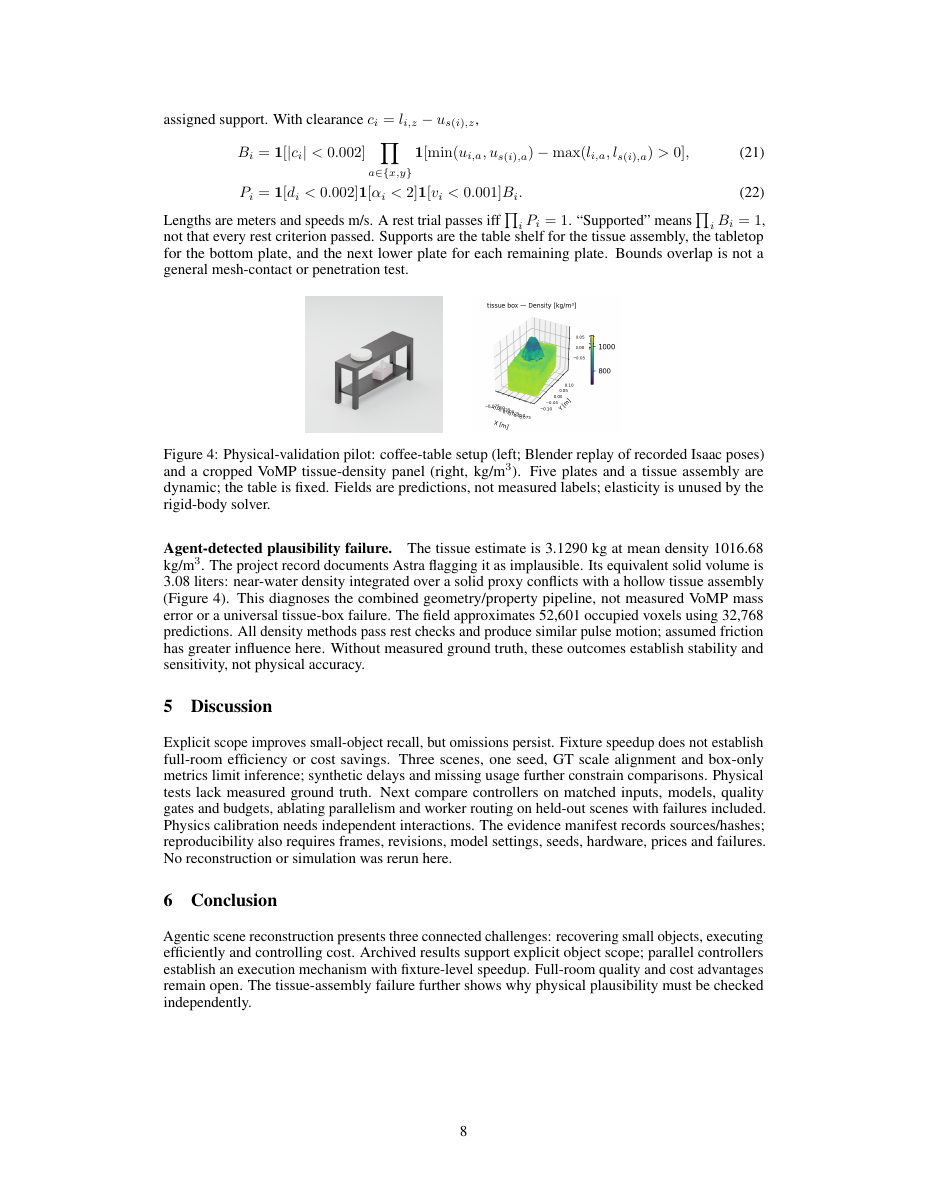 assigned support. With clearance c_i = l_{i,z} − u_{s(i),z},
B_i = 1[|c_i| < 0.002] ∏_{a∈{x,y}} 1[min(u_{i,a}, u_{s(i),a}) − max(l_{i,a}, l_{s(i),a}) > 0], (21)
P_i = 1[d_i < 0.002]1[α_i < 2]1[v_i < 0.001]B_i. (22)
Lengths are meters and speeds m/s. A rest trial passes iff ∏_i P_i = 1. “Supported” means ∏_i B_i = 1,
not that every rest criterion passed. Supports are the table shelf for the tissue assembly, the tabletop
for the bottom plate, and the next lower plate for each remaining plate. Bounds overlap is not a
general mesh-contact or penetration test.
tissue box — Density [kg/m³]
0.05
0.00
−0.05
1000
800
0.10
0.05
0.00
−0.05
−0.10
Y [m]
X [m]
Figure 4: Physical-validation pilot: coffee-table setup (left; Blender replay of recorded Isaac poses)
and a cropped VoMP tissue-density panel (right, kg/m³). Five plates and a tissue assembly are
dynamic; the table is fixed. Fields are predictions, not measured labels; elasticity is unused by the
rigid-body solver.
Agent-detected plausibility failure. The tissue estimate is 3.1290 kg at mean density 1016.68
kg/m³. The project record documents Astra flagging it as implausible. Its equivalent solid volume is
3.08 liters: near-water density integrated over a solid proxy conflicts with a hollow tissue assembly
(Figure 4). This diagnoses the combined geometry/property pipeline, not measured VoMP mass
error or a universal tissue-box failure. The field approximates 52,601 occupied voxels using 32,768
predictions. All density methods pass rest checks and produce similar pulse motion; assumed friction
has greater influence here. Without measured ground truth, these outcomes establish stability and
sensitivity, not physical accuracy.
5 Discussion
Explicit scope improves small-object recall, but omissions persist. Fixture speedup does not establish
full-room efficiency or cost savings. Three scenes, one seed, GT scale alignment and box-only
metrics limit inference; synthetic delays and missing usage further constrain comparisons. Physical
tests lack measured ground truth. Next compare controllers on matched inputs, models, quality
gates and budgets, ablating parallelism and worker routing on held-out scenes with failures included.
Physics calibration needs independent interactions. The evidence manifest records sources/hashes;
reproducibility also requires frames, revisions, model settings, seeds, hardware, prices and failures.
No reconstruction or simulation was rerun here.
6 Conclusion
Agentic scene reconstruction presents three connected challenges: recovering small objects, executing
efficiently and controlling cost. Archived results support explicit object scope; parallel controllers
establish an execution mechanism with fixture-level speedup. Full-room quality and cost advantages
remain open. The tissue-assembly failure further shows why physical plausibility must be checked
independently.
8